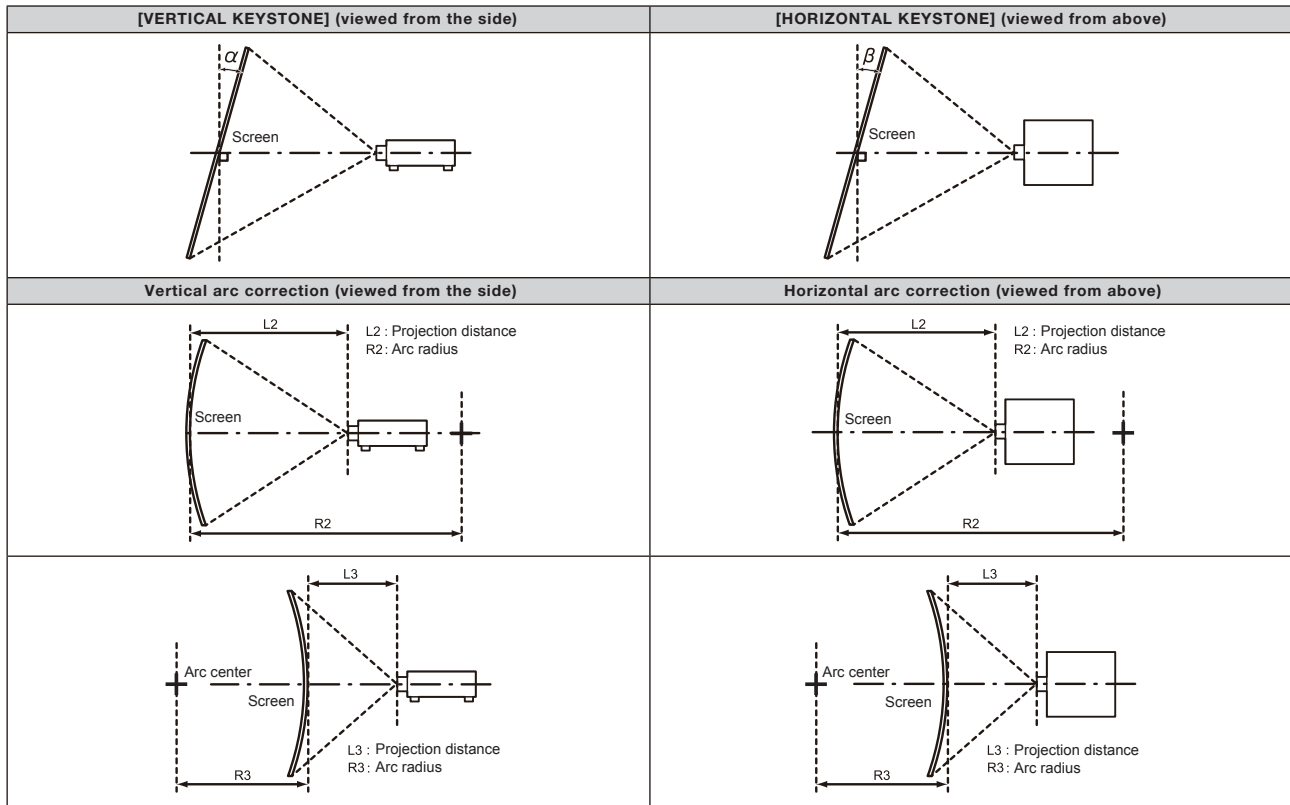 [VERTICAL KEYSTONE] (viewed from the side)
[HORIZONTAL KEYSTONE] (viewed from above)
α
Screen
β
Screen
Vertical arc correction (viewed from the side)
Horizontal arc correction (viewed from above)
L2
L2 : Projection distance
R2 : Arc radius
Screen
R2
L2
L2 : Projection distance
R2 : Arc radius
Screen
R2
L3
Arc center
Screen
L3 : Projection distance
R3 : Arc radius
R3
L3
Arc center
Screen
L3 : Projection distance
R3 : Arc radius
R3